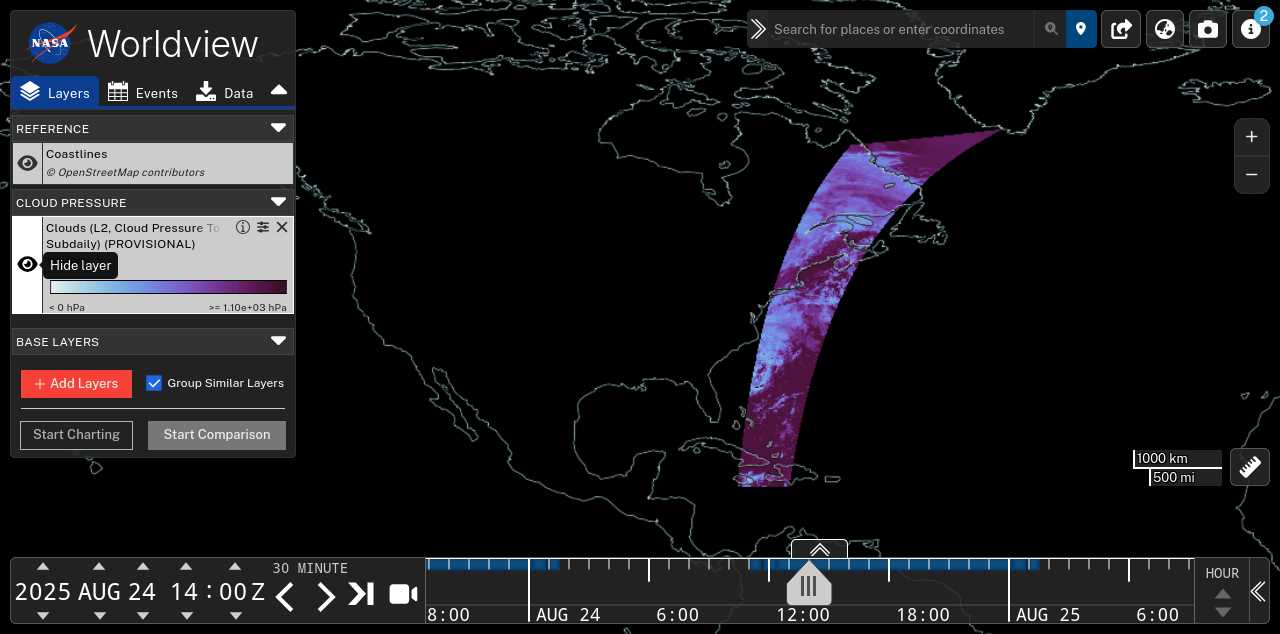 NASA
Worldview
Layers
Events
Data
REFERENCE
Coastlines
© OpenStreetMap contributors
CLOUD PRESSURE
Clouds (L2, Cloud Pressure To
Subdaily) (PROVISIONAL)
Hide layer
< 0 hPa
>= 1.10e+03 hPa
BASE LAYERS
+ Add Layers
Group Similar Layers
Start Charting
Start Comparison
Search for places or enter coordinates
2
+
−
1000 km
500 mi
2025 AUG 24 14 : 00 Z
30 MINUTE
8:00
AUG 24
6:00
12:00
18:00
AUG 25
6:00
HOUR